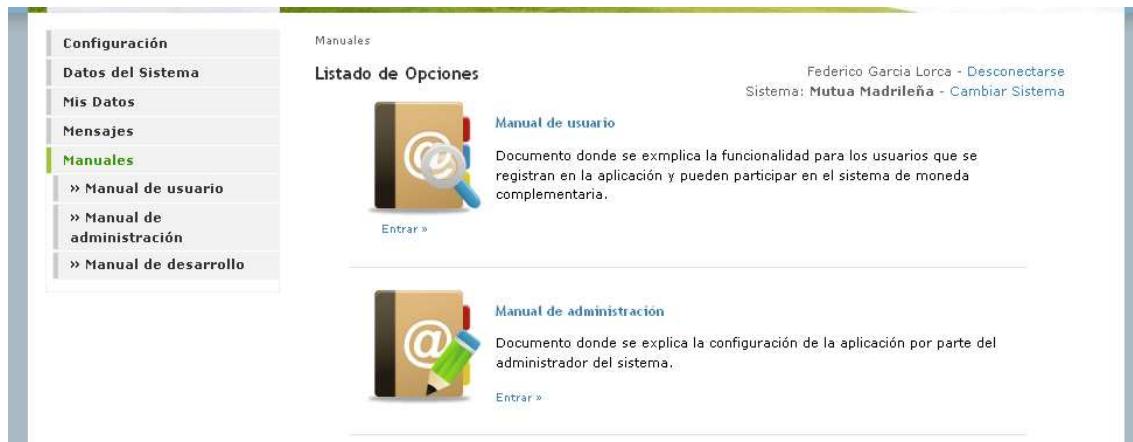 Configuración
Datos del Sistema
Mis Datos
Mensajes
Manuales
» Manual de usuario
» Manual de
administración
» Manual de desarrollo
Manuales
Listado de Opciones
Federico Garcia Lorca - Desconectarse
Sistema: Mutua Madrileña - Cambiar Sistema
Manual de usuario
Documento donde se exmplica la funcionalidad para los usuarios que se
registran en la aplicación y pueden participar en el sistema de moneda
complementaria.
Entrar »
Manual de administración
Documento donde se explica la configuración de la aplicación por parte del
administrador del sistema.
Entrar »